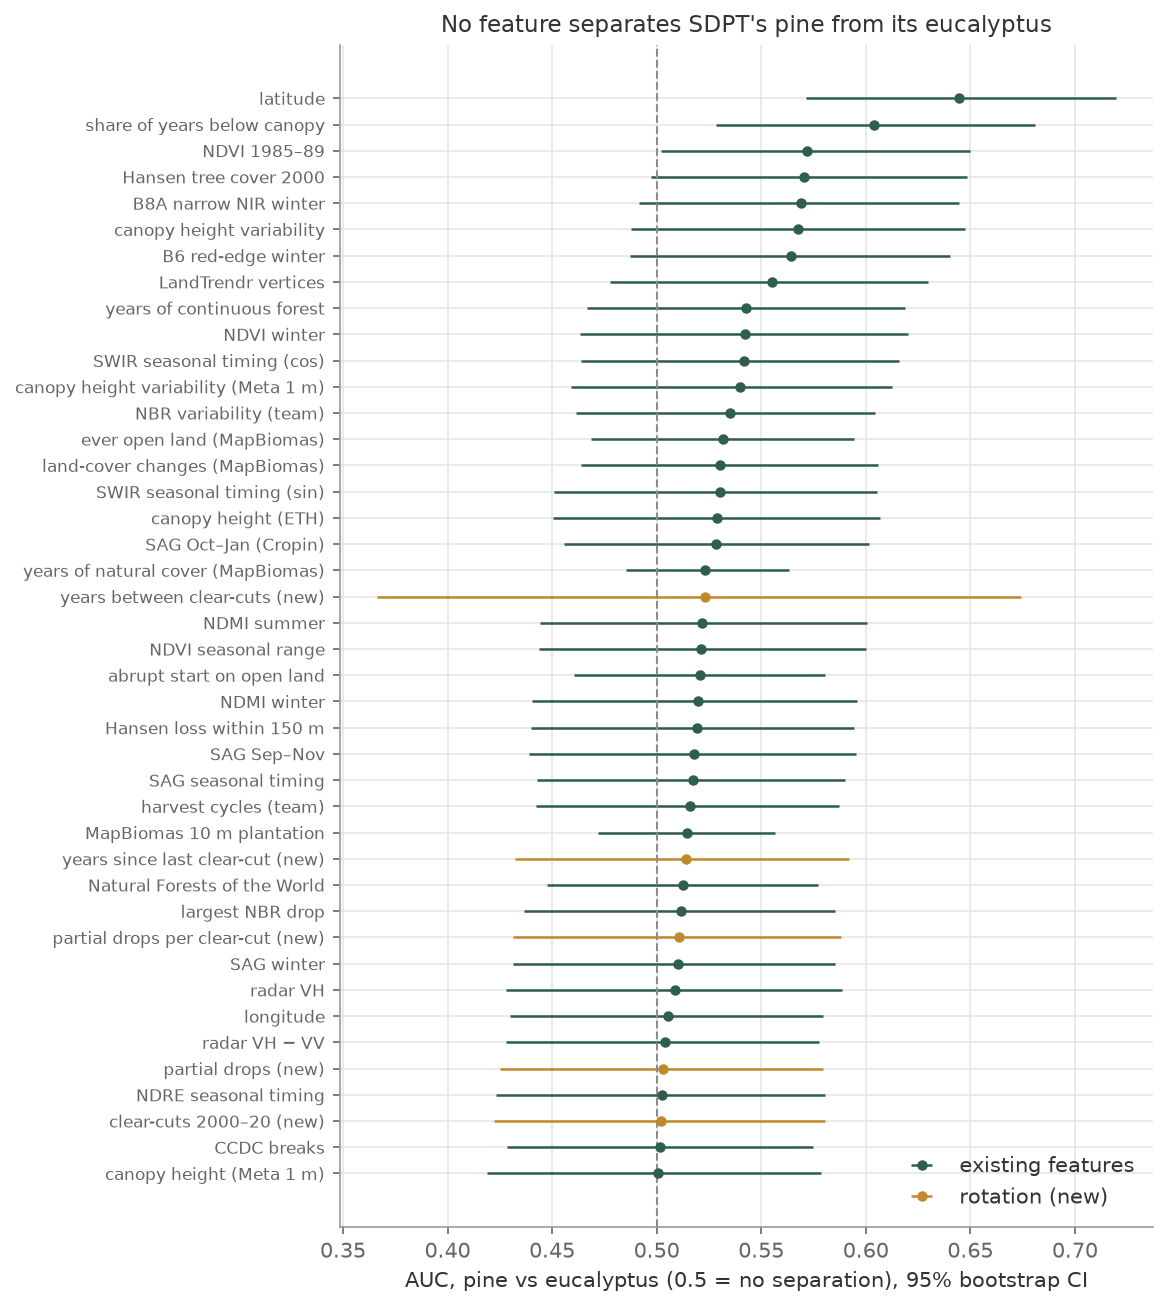 No feature separates SDPT's pine from its eucalyptus
latitude
share of years below canopy
NDVI 1985–89
Hansen tree cover 2000
B8A narrow NIR winter
canopy height variability
B6 red-edge winter
LandTrendr vertices
years of continuous forest
NDVI winter
SWIR seasonal timing (cos)
canopy height variability (Meta 1 m)
NBR variability (team)
ever open land (MapBiomas)
land-cover changes (MapBiomas)
SWIR seasonal timing (sin)
canopy height (ETH)
SAG Oct–Jan (Cropin)
years of natural cover (MapBiomas)
years between clear-cuts (new)
NDMI summer
NDVI seasonal range
abrupt start on open land
NDMI winter
Hansen loss within 150 m
SAG Sep–Nov
SAG seasonal timing
harvest cycles (team)
MapBiomas 10 m plantation
years since last clear-cut (new)
Natural Forests of the World
largest NBR drop
partial drops per clear-cut (new)
SAG winter
radar VH
longitude
radar VH − VV
partial drops (new)
NDRE seasonal timing
clear-cuts 2000–20 (new)
CCDC breaks
canopy height (Meta 1 m)
existing features
rotation (new)
0.35 0.40 0.45 0.50 0.55 0.60 0.65 0.70
AUC, pine vs eucalyptus (0.5 = no separation), 95% bootstrap CI